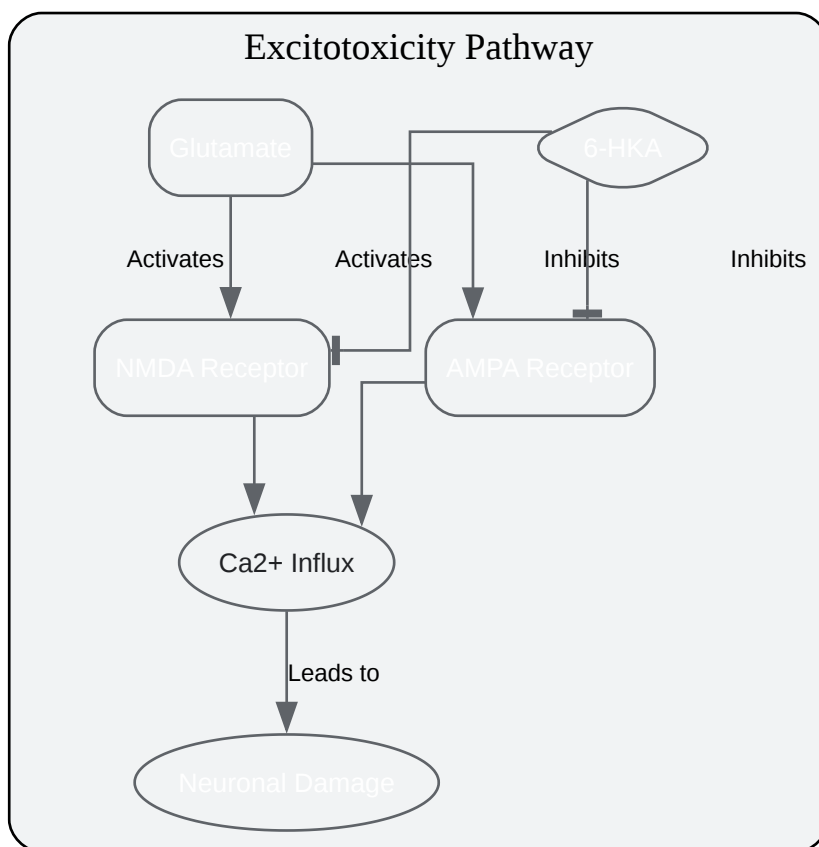 Excitotoxicity Pathway
Glutamate
6-HKA
Activates
Activates
Inhibits
Inhibits
NMDA Receptor
AMPA Receptor
Ca2+ Influx
Leads to
Neuronal Damage